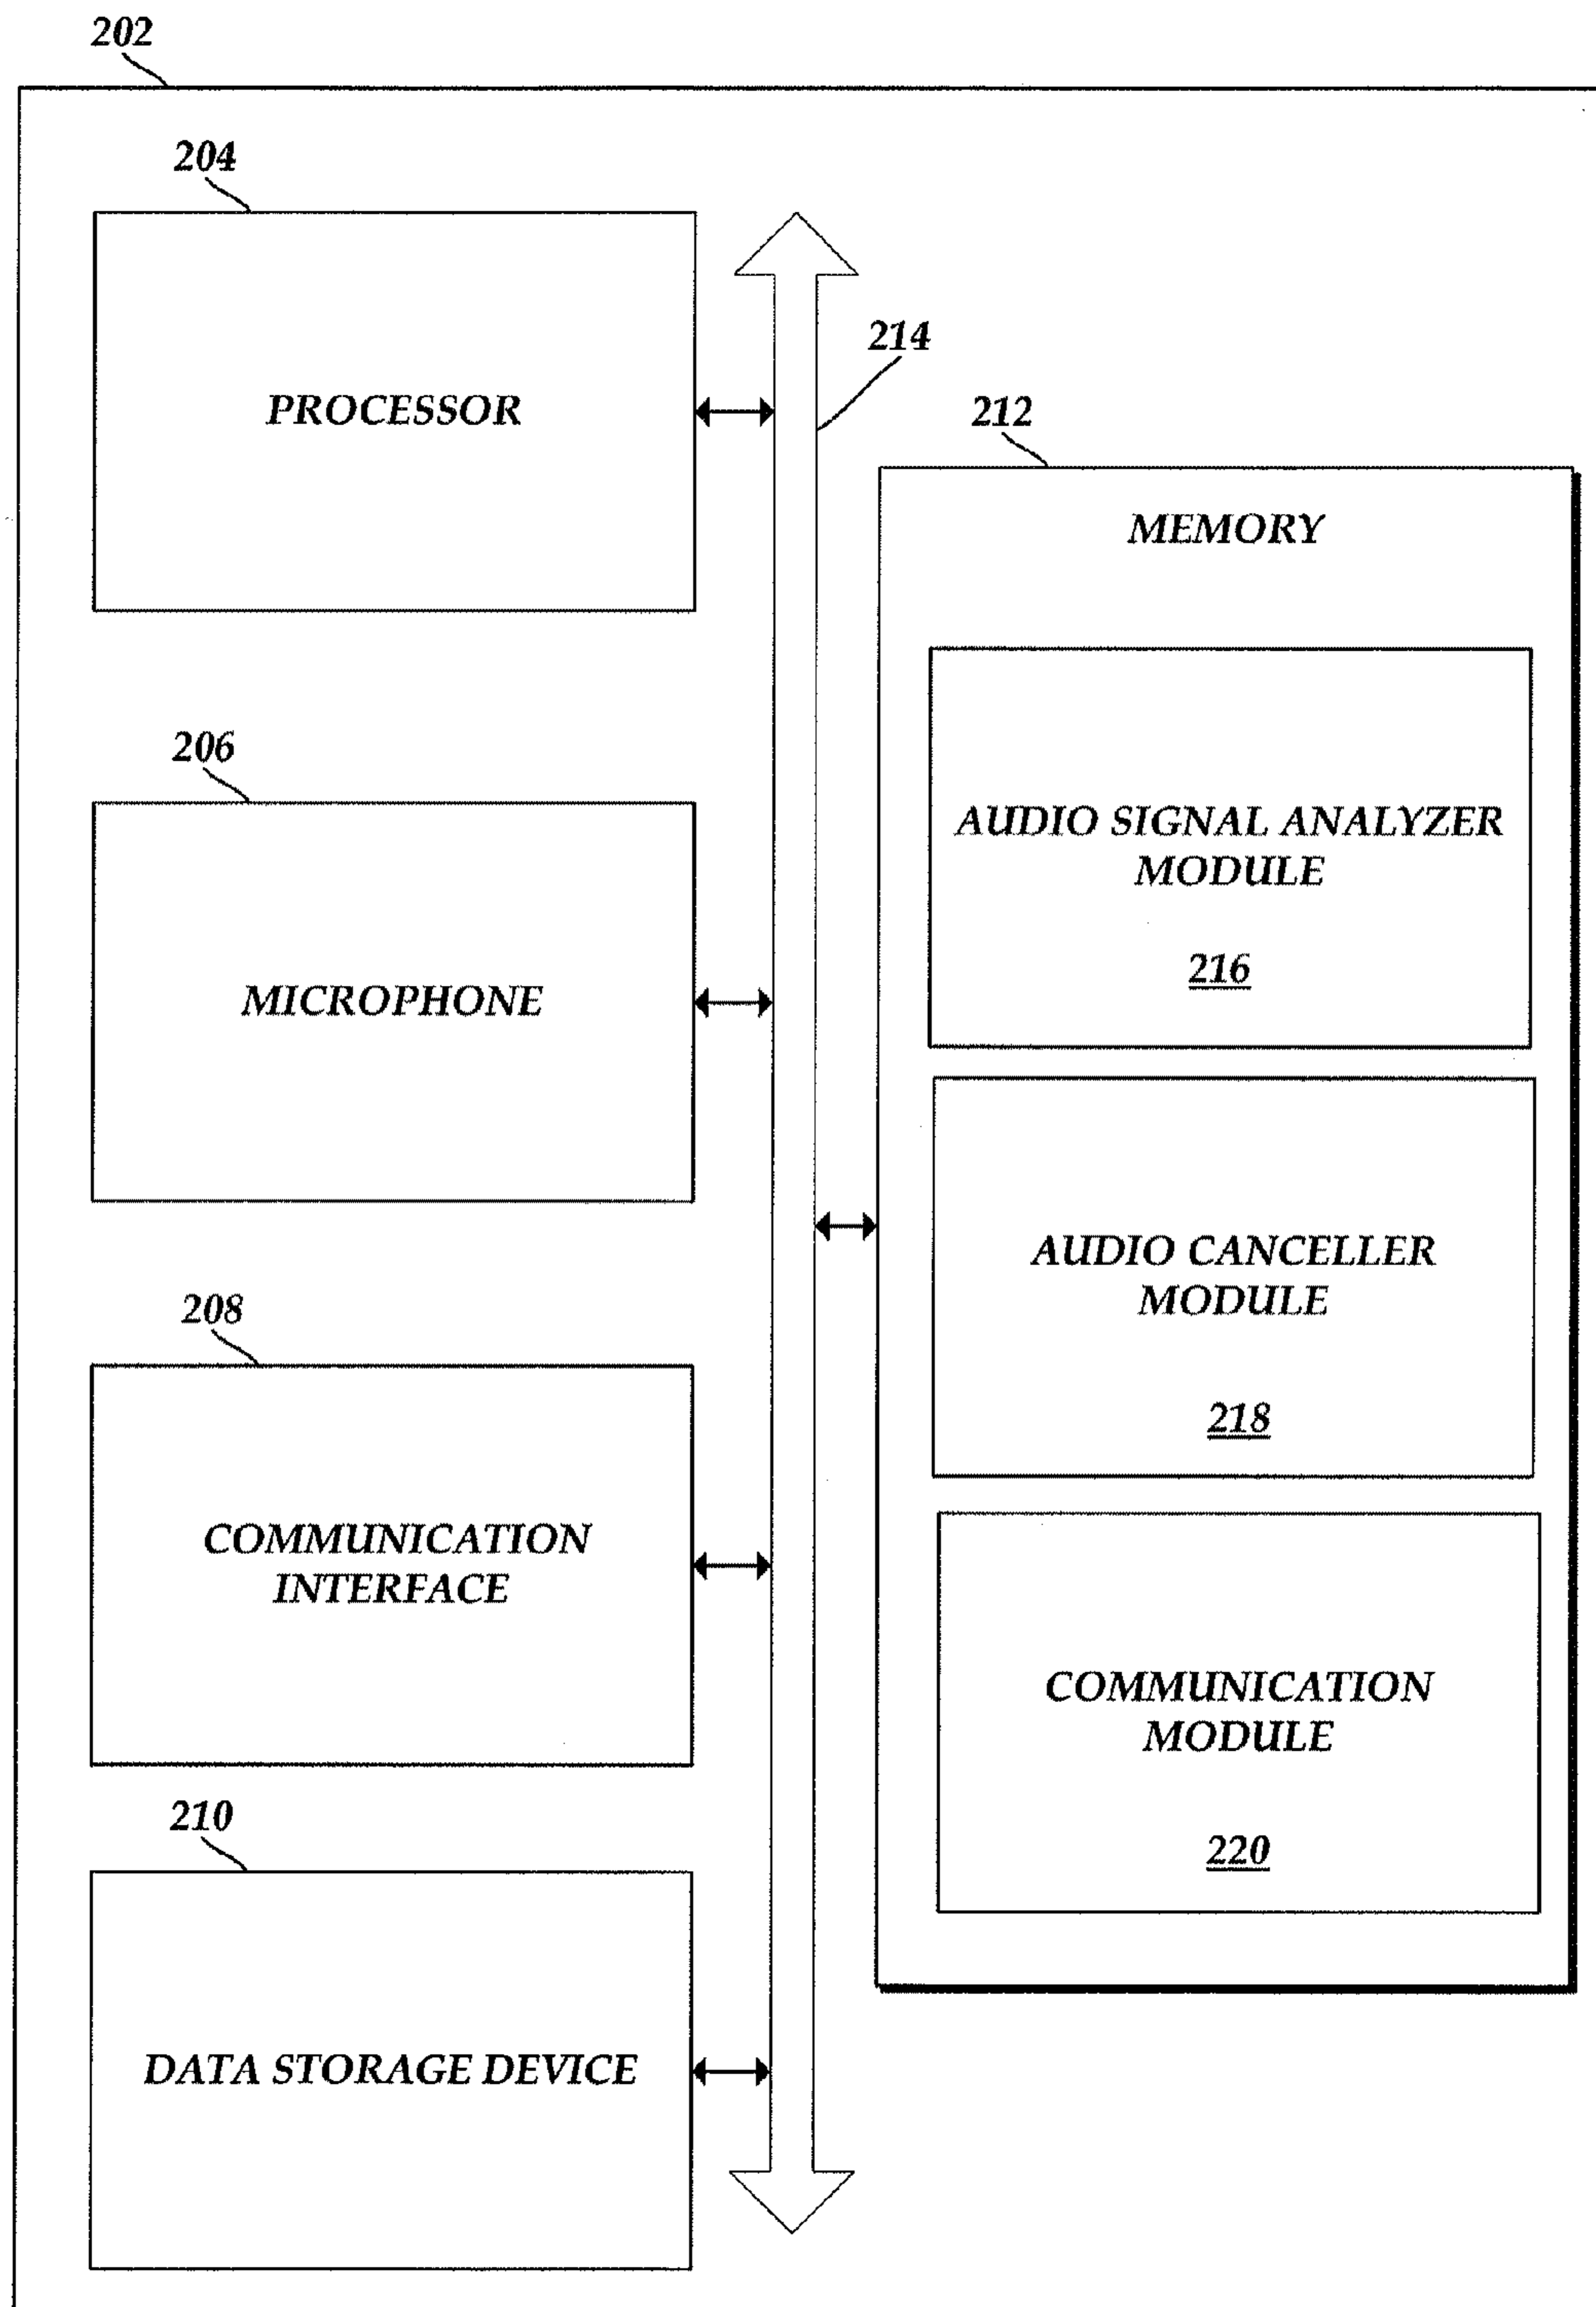 202
204
PROCESSOR
214
212
MEMORY
206
MICROPHONE
AUDIO SIGNAL ANALYZER
MODULE
216
208
COMMUNICATION
INTERFACE
AUDIO CANCELLER
MODULE
218
210
DATA STORAGE DEVICE
COMMUNICATION
MODULE
220